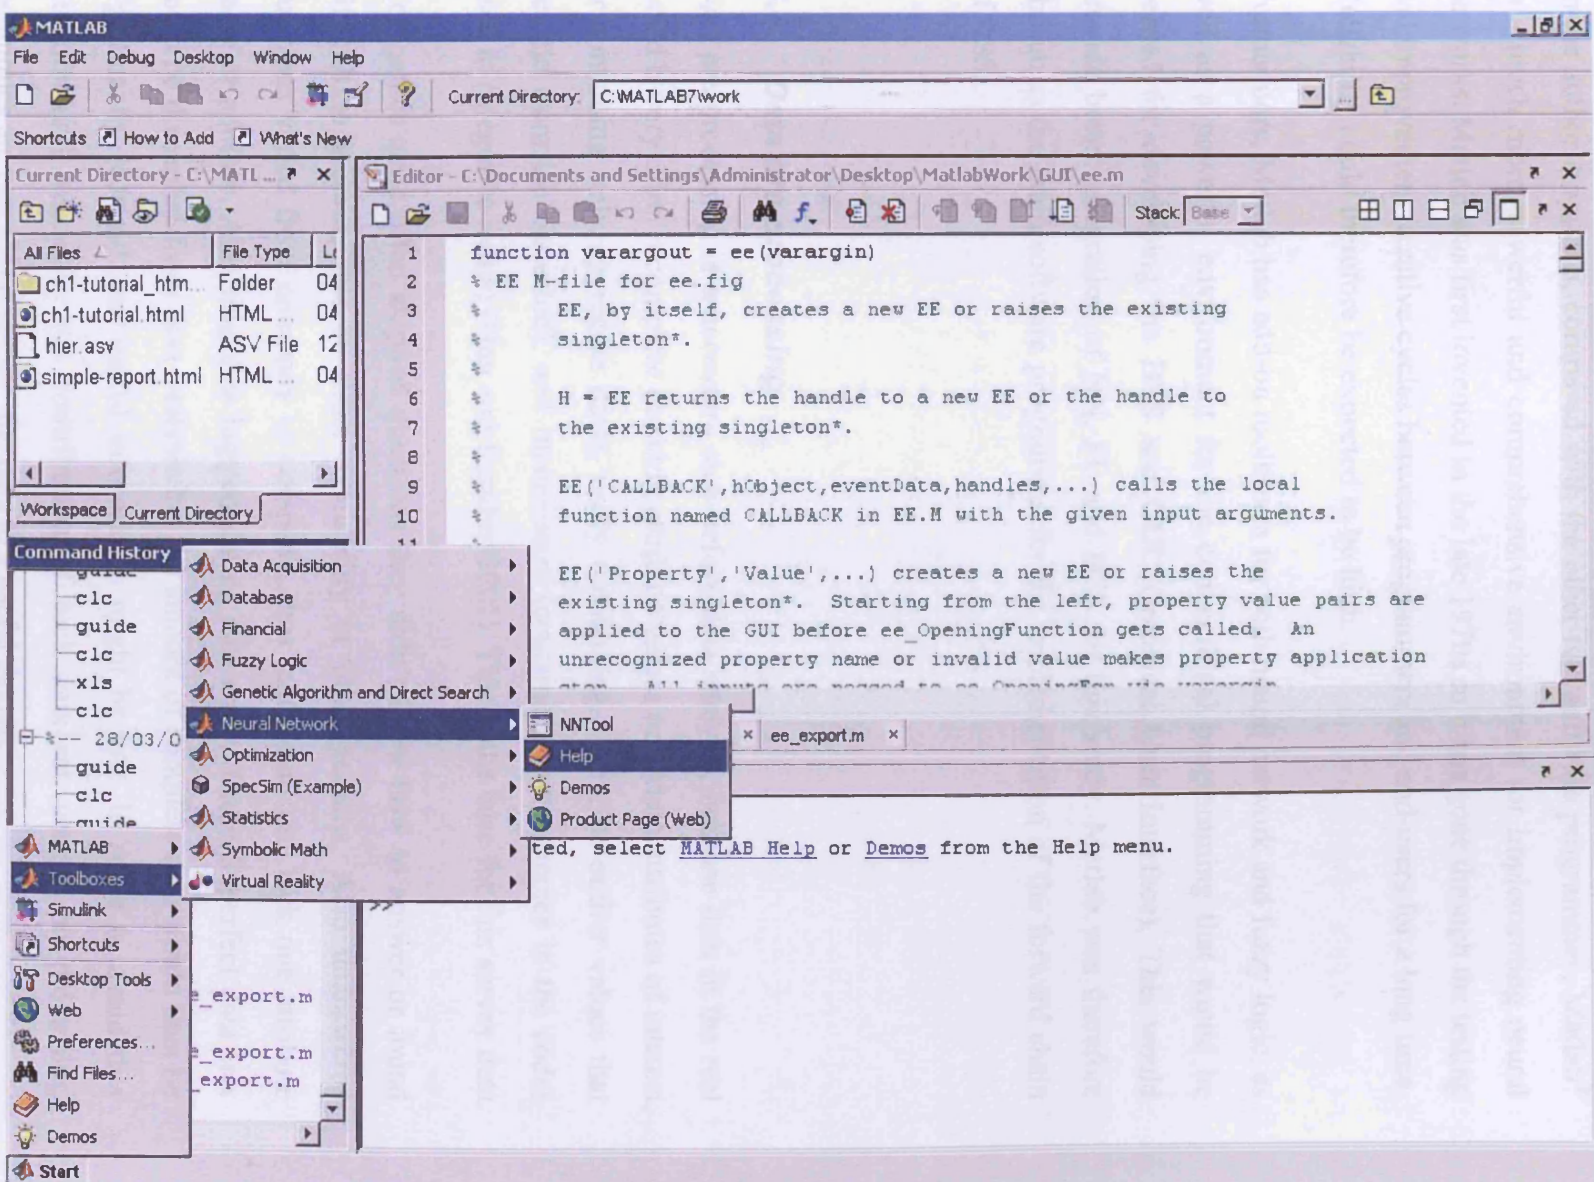 MATLAB
File Edit Debug Desktop Window Help
Current Directory: C:\MATLAB7\work
Shortcuts How to Add What's New
Current Directory - C:\MATL...
All Files File Type
ch1-tutorial_htm... Folder 04
ch1-tutorial.html HTML ... 04
hier.asv ASV File 12
simple-report.html HTML ... 04
Workspace Current Directory
Editor - C:\Documents and Settings\Administrator\Desktop\MatlabWork\GUI\ee.m
Stack: Base
1 function varargout = ee(varargin)
2 % EE M-file for ee.fig
3 % EE, by itself, creates a new EE or raises the existing
4 % singleton*.
5 %
6 % H = EE returns the handle to a new EE or the handle to
7 % the existing singleton*.
8 %
9 % EE('CALLBACK',hObject,eventData,handles,...) calls the local
10 % function named CALLBACK in EE.M with the given input arguments.
11 %
EE('Property','Value',...) creates a new EE or raises the
existing singleton*. Starting from the left, property value pairs are
applied to the GUI before ee_OpeningFunction gets called. An
unrecognized property name or invalid value makes property application
ee_export.m
Command History
guide
clc
guide
clc
xls
clc
%-- 28/03/0
guide
clc
guide
Data Acquisition
Database
Financial
Fuzzy Logic
Genetic Algorithm and Direct Search
Neural Network
Optimization
SpecSim (Example)
Statistics
Symbolic Math
Virtual Reality
NNTool
Help
Demos
Product Page (Web)
ted, select MATLAB Help or Demos from the Help menu.
>>
MATLAB
Toolboxes
Simulink
Shortcuts
Desktop Tools
Web
Preferences...
Find Files...
Help
Demos
e_export.m
e_export.m
_export.m
Start